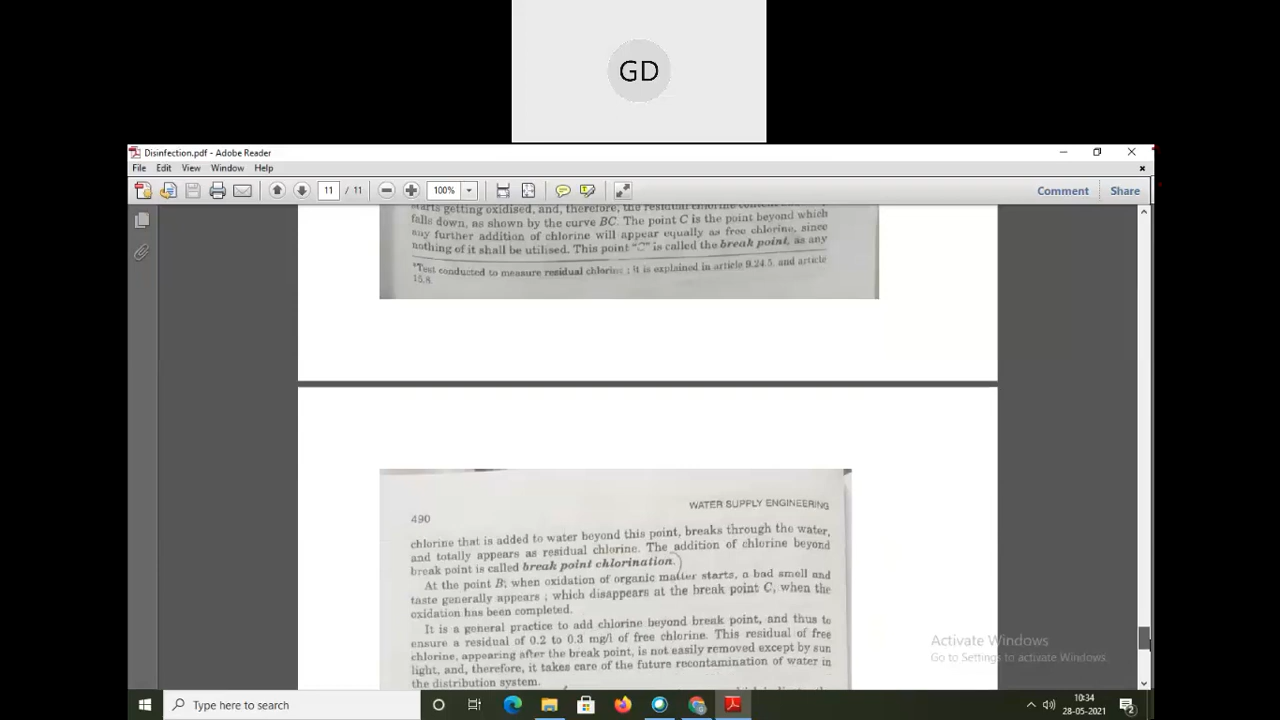 GD
Disinfection.pdf - Adobe Reader
File Edit View Window Help
11 / 11 100% Comment Share
starts getting oxidised, and, therefore, the residual chlorine content
falls down, as shown by the curve BC. The point C is the point beyond which
any further addition of chlorine will appear equally as free chlorine, since
nothing of it shall be utilised. This point "C" is called the break point, as any
*Test conducted to measure residual chlorine ; it is explained in article 9.24.5. and article
15.8.
WATER SUPPLY ENGINEERING
490
chlorine that is added to water beyond this point, breaks through the water,
and totally appears as residual chlorine. The addition of chlorine beyond
break point is called break point chlorination.
At the point B, when oxidation of organic matter starts, a bad smell and
taste generally appears ; which disappears at the break point C, when the
oxidation has been completed.
It is a general practice to add chlorine beyond break point, and thus to
ensure a residual of 0.2 to 0.3 mg/l of free chlorine. This residual of free
chlorine, appearing after the break point, is not easily removed except by sun
light, and, therefore, it takes care of the future recontamination of water in
the distribution system.
Activate Windows
Go to Settings to activate Windows.
Type here to search
10:34
28-05-2021
2